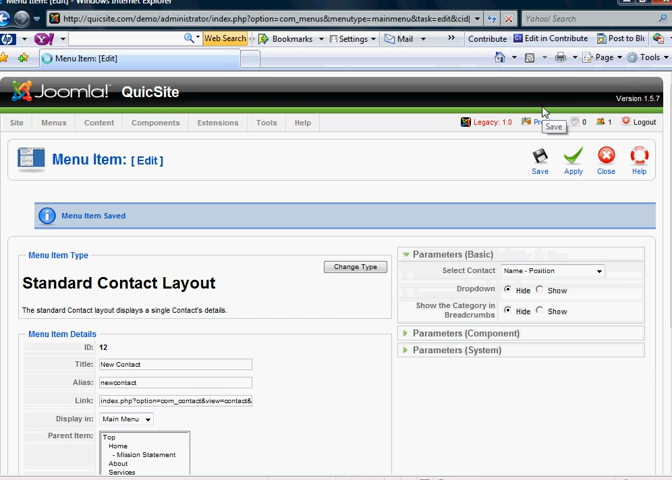 Menu Item: [Edit] - Windows Internet Explorer
http://quicsite.com/demo/administrator/index.php?option=com_menus&menutype=mainmenu&task=edit&cid
Yahoo! Search
Web Search
Bookmarks
Settings
Mail
Contribute
Edit in Contribute
Post to Bl
Menu Item: [Edit]
Page
Tools
Joomla! QuicSite
Version 1.5.7
Site Menus Content Components Extensions Tools Help
Legacy: 1.0
0
1
Logout
Save
Menu Item: [ Edit ]
Save Apply Close Help
Menu Item Saved
Menu Item Type
Change Type
Standard Contact Layout
The standard Contact layout displays a single Contact's details.
Menu Item Details
ID: 12
Title: New Contact
Alias: newcontact
Link: index.php?option=com_contact&view=contact&
Display in: Main Menu
Parent Item: Top
Home
- Mission Statement
About
Services
Parameters (Basic)
Select Contact Name - Position
Dropdown Hide Show
Show the Category in
Breadcrumbs Hide Show
Parameters (Component)
Parameters (System)